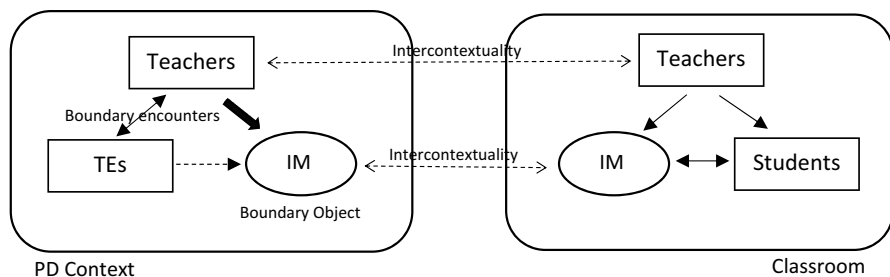 Intercontextuality
Teachers
Teachers
Boundary encounters
TEs
IM
Intercontextuality
IM
Students
Boundary Object
PD Context
Classroom